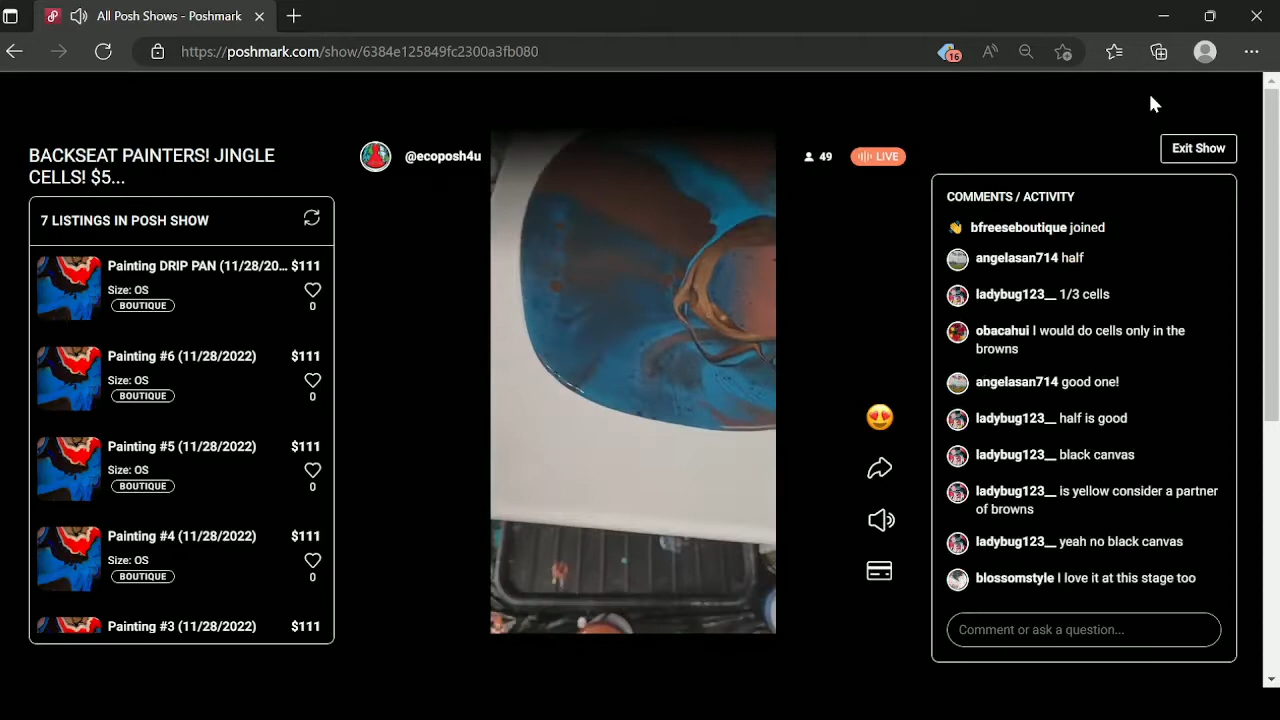 All Posh Shows - Poshmark
https://poshmark.com/show/6384e125849fc2300a3fb080
16
BACKSEAT PAINTERS! JINGLE
CELLS! $5...
@ecoposh4u
49
LIVE
Exit Show
7 LISTINGS IN POSH SHOW
Painting DRIP PAN (11/28/20... $111
Size: OS
BOUTIQUE
0
Painting #6 (11/28/2022) $111
Size: OS
BOUTIQUE
0
Painting #5 (11/28/2022) $111
Size: OS
BOUTIQUE
0
Painting #4 (11/28/2022) $111
Size: OS
BOUTIQUE
0
Painting #3 (11/28/2022) $111
COMMENTS / ACTIVITY
bfreeseboutique joined
angelasan714 half
ladybug123__ 1/3 cells
obacahui I would do cells only in the
browns
angelasan714 good one!
ladybug123__ half is good
ladybug123__ black canvas
ladybug123__ is yellow consider a partner
of browns
ladybug123__ yeah no black canvas
blossomstyle I love it at this stage too
Comment or ask a question...